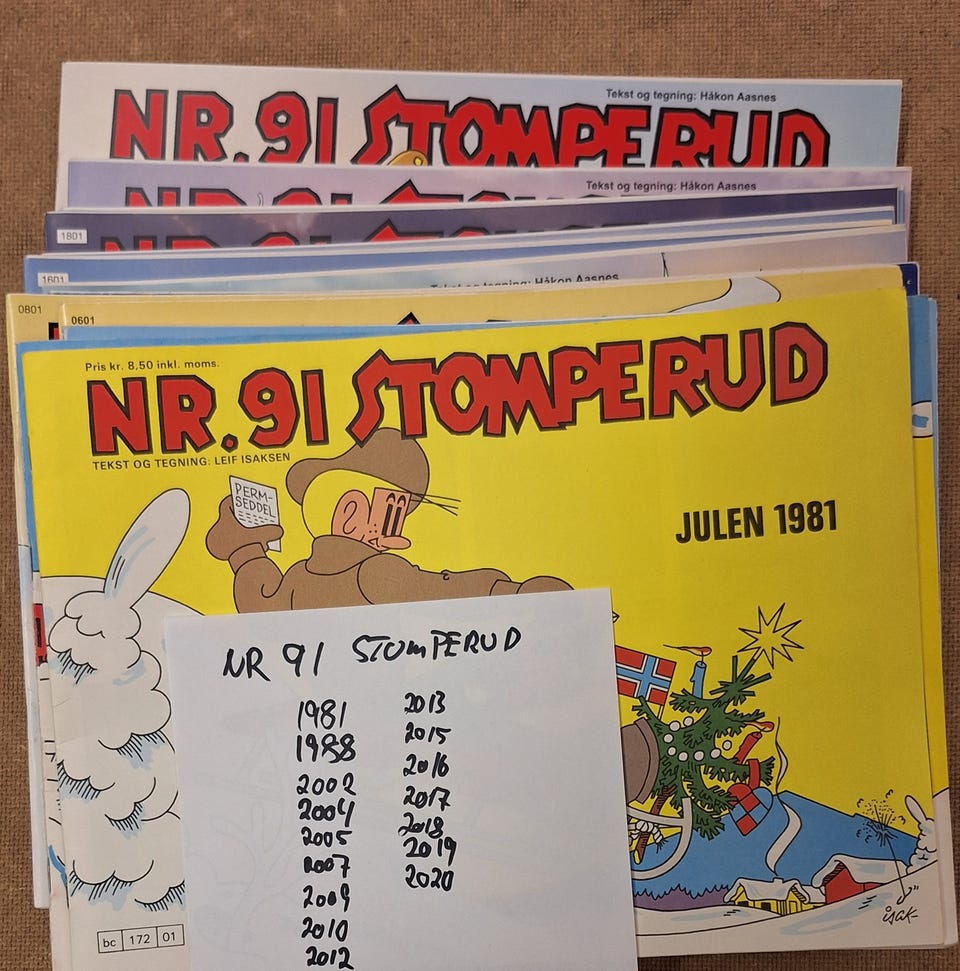 Tekst og tegning: Håkon Aasnes
NR.91 STOMPERUD
Tekst og tegning: Håkon Aasnes
1801
1601
Tekst og tegning: Håkon Aasnes
0801
0601
Pris kr. 8,50 inkl. moms.
NR.91 STOMPERUD
TEKST OG TEGNING: LEIF ISAKSEN
PERM-
SEDDEL
JULEN 1981
NR 91 STOMPERUD
1981
1988
2002
2004
2005
2007
2009
2010
2012
2013
2015
2016
2017
2018
2019
2020
isak-
bc 172 01